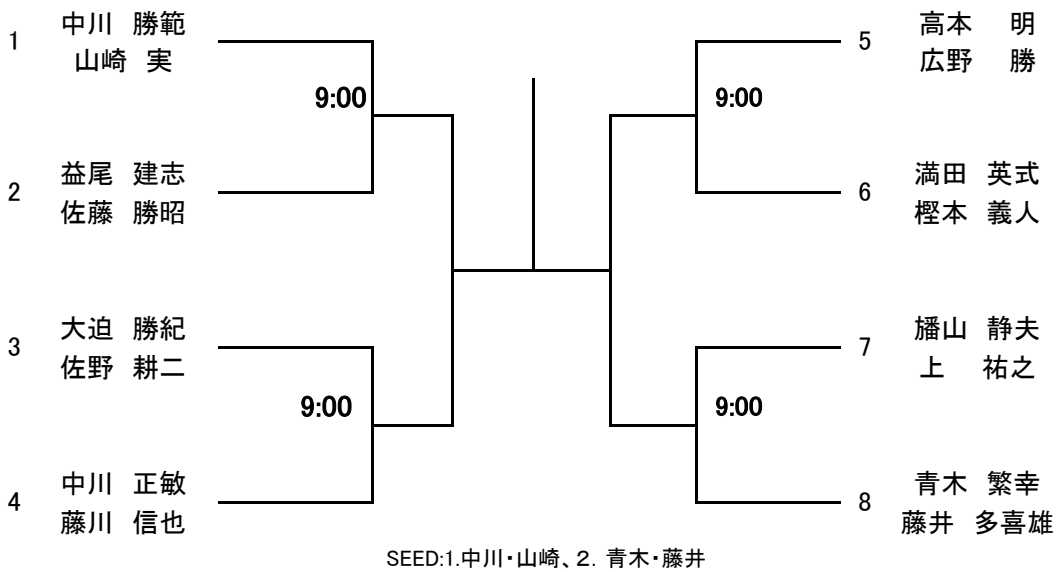 1 中川 勝範
山崎 実
9:00
2 益尾 建志
佐藤 勝昭
3 大迫 勝紀
佐野 耕二
9:00
4 中川 正敏
藤川 信也
5 高本 明
広野 勝
9:00
6 満田 英式
樫本 義人
7 旙山 静夫
上 祐之
9:00
8 青木 繁幸
藤井 多喜雄
SEED:1.中川・山崎、2. 青木・藤井